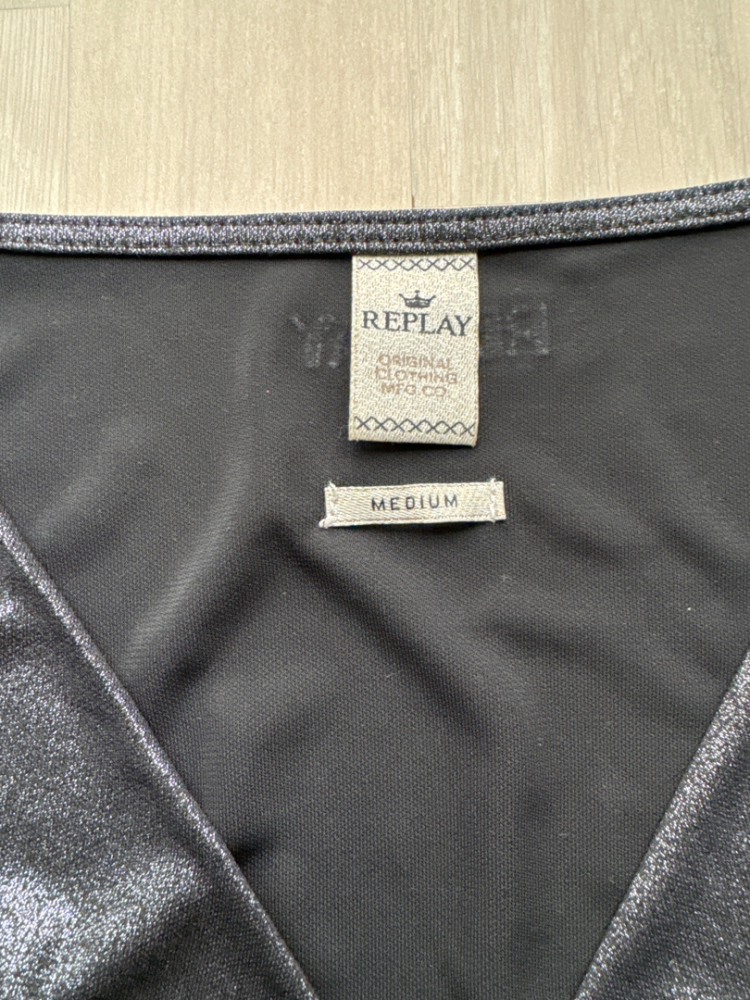 REPLAY
ORIGINAL
CLOTHING
MFG.CO.
MEDIUM